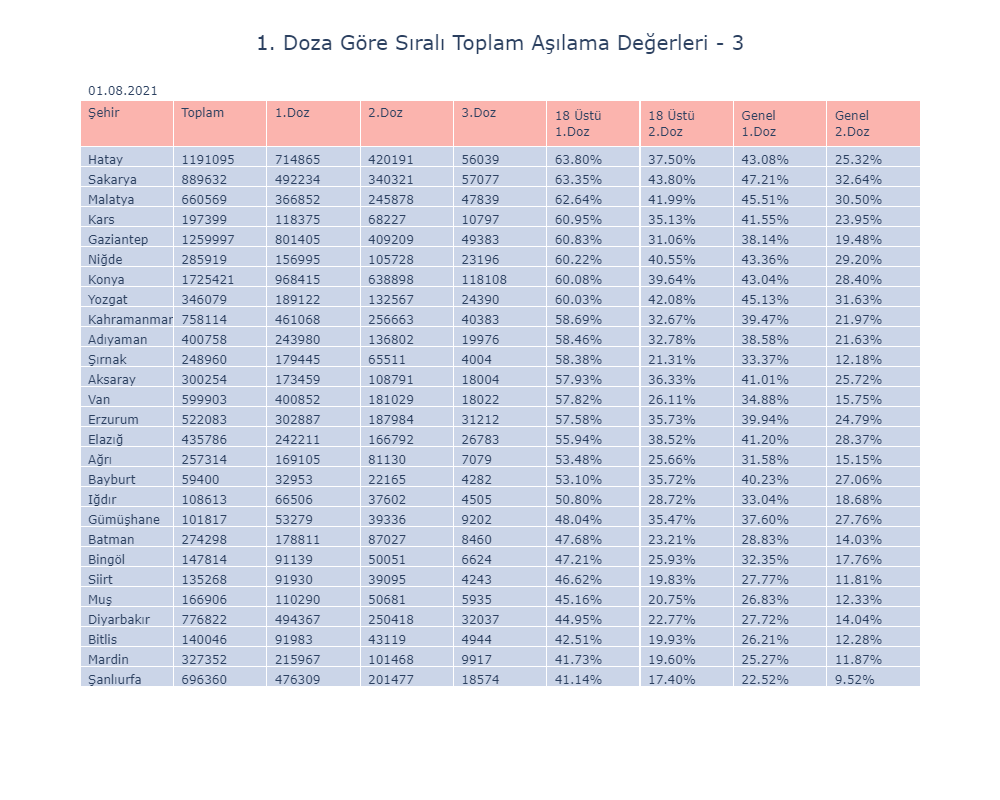 1. Doza Göre Sıralı Toplam Aşılama Değerleri - 3
01.08.2021
Şehir Toplam 1.Doz 2.Doz 3.Doz 18 Üstü 1.Doz 18 Üstü 2.Doz Genel 1.Doz Genel 2.Doz
Hatay 1191095 714865 420191 56039 63.80% 37.50% 43.08% 25.32%
Sakarya 889632 492234 340321 57077 63.35% 43.80% 47.21% 32.64%
Malatya 660569 366852 245878 47839 62.64% 41.99% 45.51% 30.50%
Kars 197399 118375 68227 10797 60.95% 35.13% 41.55% 23.95%
Gaziantep 1259997 801405 409209 49383 60.83% 31.06% 38.14% 19.48%
Niğde 285919 156995 105728 23196 60.22% 40.55% 43.36% 29.20%
Konya 1725421 968415 638898 118108 60.08% 39.64% 43.04% 28.40%
Yozgat 346079 189122 132567 24390 60.03% 42.08% 45.13% 31.63%
Kahramanmar 758114 461068 256663 40383 58.69% 32.67% 39.47% 21.97%
Adıyaman 400758 243980 136802 19976 58.46% 32.78% 38.58% 21.63%
Şırnak 248960 179445 65511 4004 58.38% 21.31% 33.37% 12.18%
Aksaray 300254 173459 108791 18004 57.93% 36.33% 41.01% 25.72%
Van 599903 400852 181029 18022 57.82% 26.11% 34.88% 15.75%
Erzurum 522083 302887 187984 31212 57.58% 35.73% 39.94% 24.79%
Elazığ 435786 242211 166792 26783 55.94% 38.52% 41.20% 28.37%
Ağrı 257314 169105 81130 7079 53.48% 25.66% 31.58% 15.15%
Bayburt 59400 32953 22165 4282 53.10% 35.72% 40.23% 27.06%
Iğdır 108613 66506 37602 4505 50.80% 28.72% 33.04% 18.68%
Gümüşhane 101817 53279 39336 9202 48.04% 35.47% 37.60% 27.76%
Batman 274298 178811 87027 8460 47.68% 23.21% 28.83% 14.03%
Bingöl 147814 91139 50051 6624 47.21% 25.93% 32.35% 17.76%
Siirt 135268 91930 39095 4243 46.62% 19.83% 27.77% 11.81%
Muş 166906 110290 50681 5935 45.16% 20.75% 26.83% 12.33%
Diyarbakır 776822 494367 250418 32037 44.95% 22.77% 27.72% 14.04%
Bitlis 140046 91983 43119 4944 42.51% 19.93% 26.21% 12.28%
Mardin 327352 215967 101468 9917 41.73% 19.60% 25.27% 11.87%
Şanlıurfa 696360 476309 201477 18574 41.14% 17.40% 22.52% 9.52%